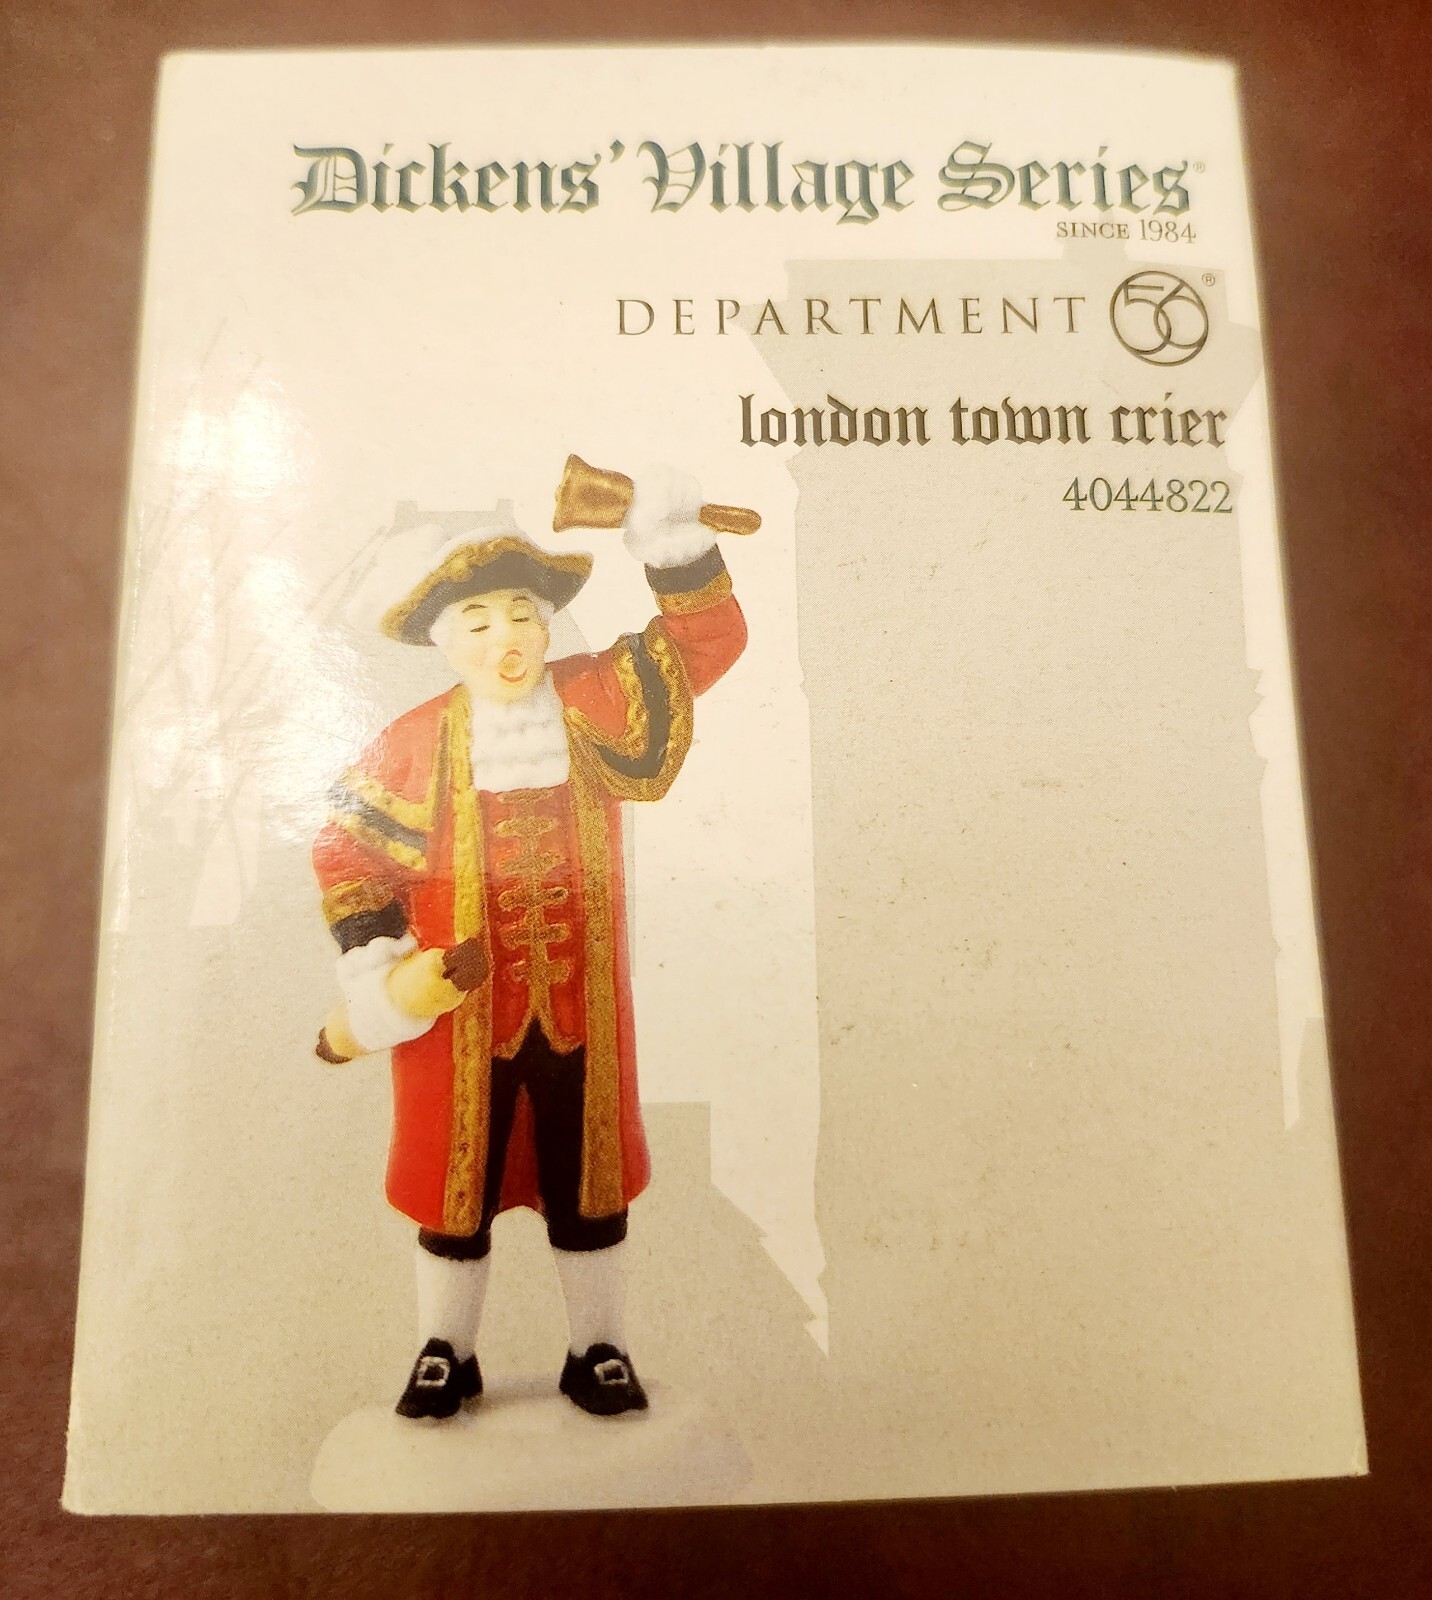 Dickens' Village Series®
SINCE 1984
DEPARTMENT 56®
london town crier
4044822